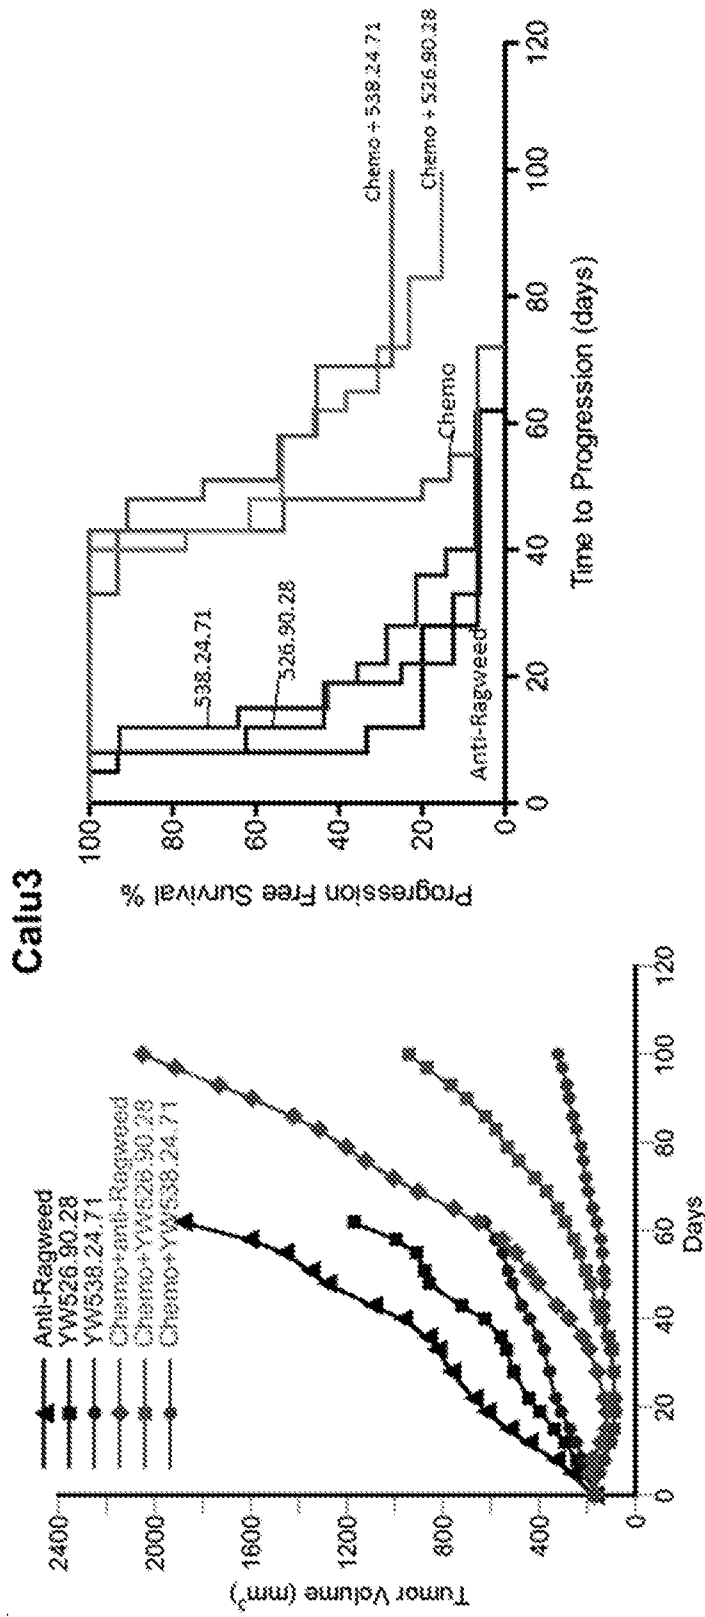 Calu3
Tumor Volume (mm³)
2400
2000
1600
1200
800
400
0
Anti-Ragweed
YW526.90.28
YW538.24.71
Chemo+anti-Ragweed
Chemo+YW526.90.28
Chemo+YW538.24.71
0
20
40
60
80
100
120
Days
Progression Free Survival %
100
80
60
40
20
0
538.24.71
526.90.28
Anti-Ragweed
Chemo
Chemo + 538.24.71
Chemo + 526.90.28
0
20
40
60
80
100
120
Time to Progression (days)